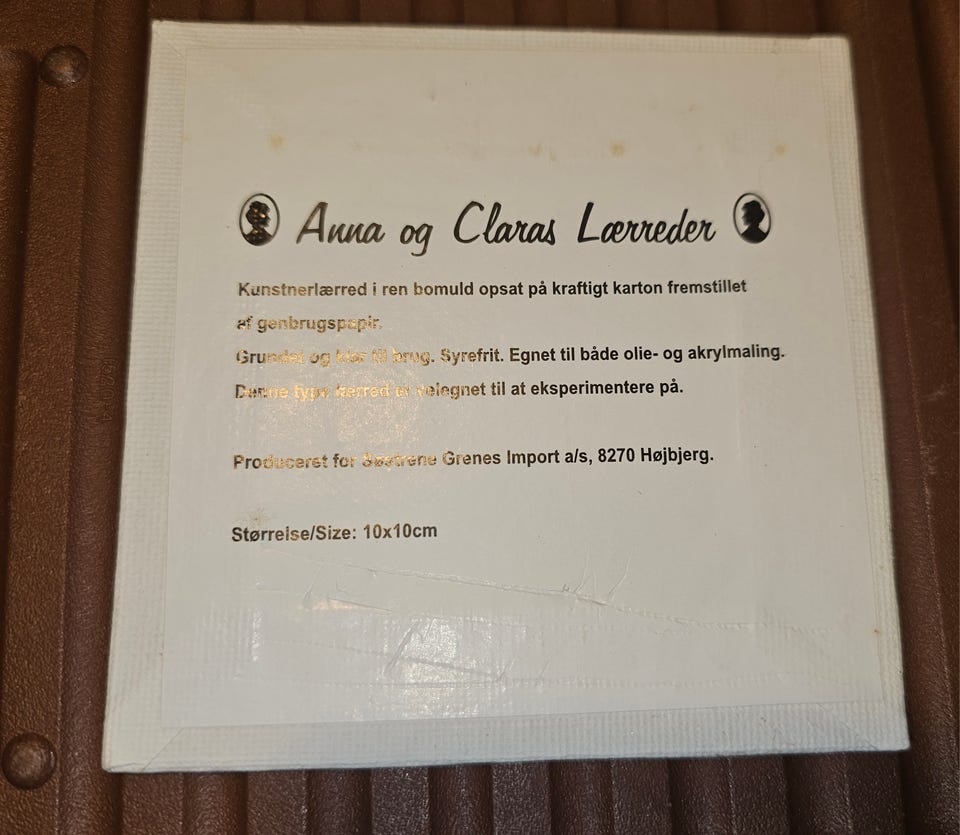 Anna og Claras Lærreder
Kunstnerlærred i ren bomuld opsat på kraftigt karton fremstillet
af genbrugspapir.
Grundet og klar til brug. Syrefrit. Egnet til både olie- og akrylmaling.
Denne type lærred er velegnet til at eksperimentere på.
Produceret for Søstrene Grenes Import a/s, 8270 Højbjerg.
Størreise/Size: 10x10cm